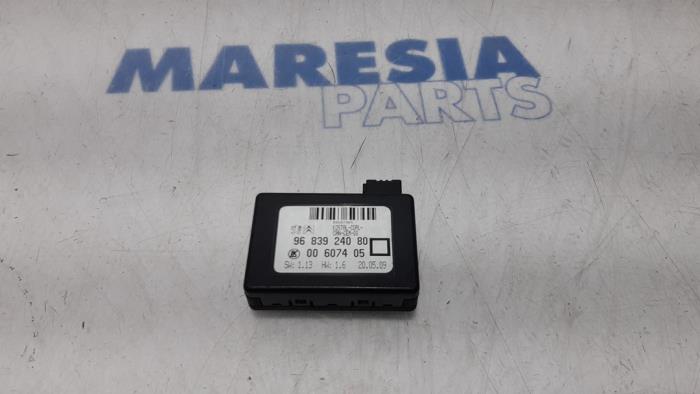 MARESIA
PARTS
96 839 240 80
00 6074 05
SW: 1.13 HW: 1.6 20.05.09